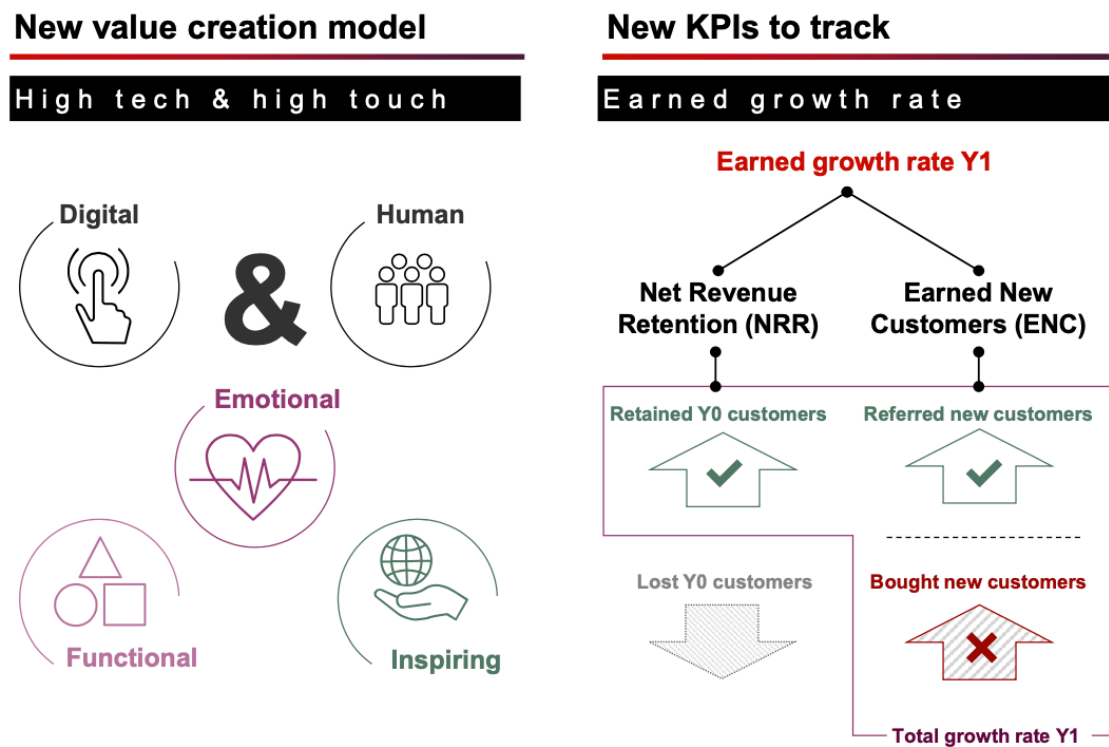 New value creation model
High tech & high touch
Digital
&
Human
Emotional
Functional
Inspiring
New KPIs to track
Earned growth rate
Earned growth rate Y1
Net Revenue
Retention (NRR)
Earned New
Customers (ENC)
Retained Y0 customers
Referred new customers
Lost Y0 customers
Bought new customers
Total growth rate Y1